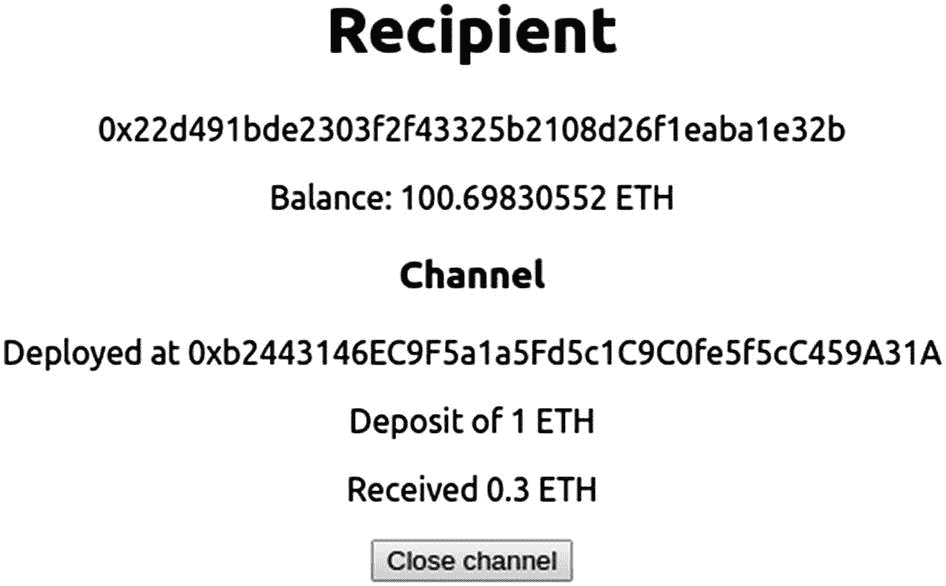 Recipient
0x22d491bde2303f2f43325b2108d26f1eaba1e32b
Balance: 100.69830552 ETH
Channel
Deployed at 0xb2443146EC9F5a1a5Fd5c1C9C0fe5f5cC459A31A
Deposit of 1 ETH
Received 0.3 ETH
Close channel